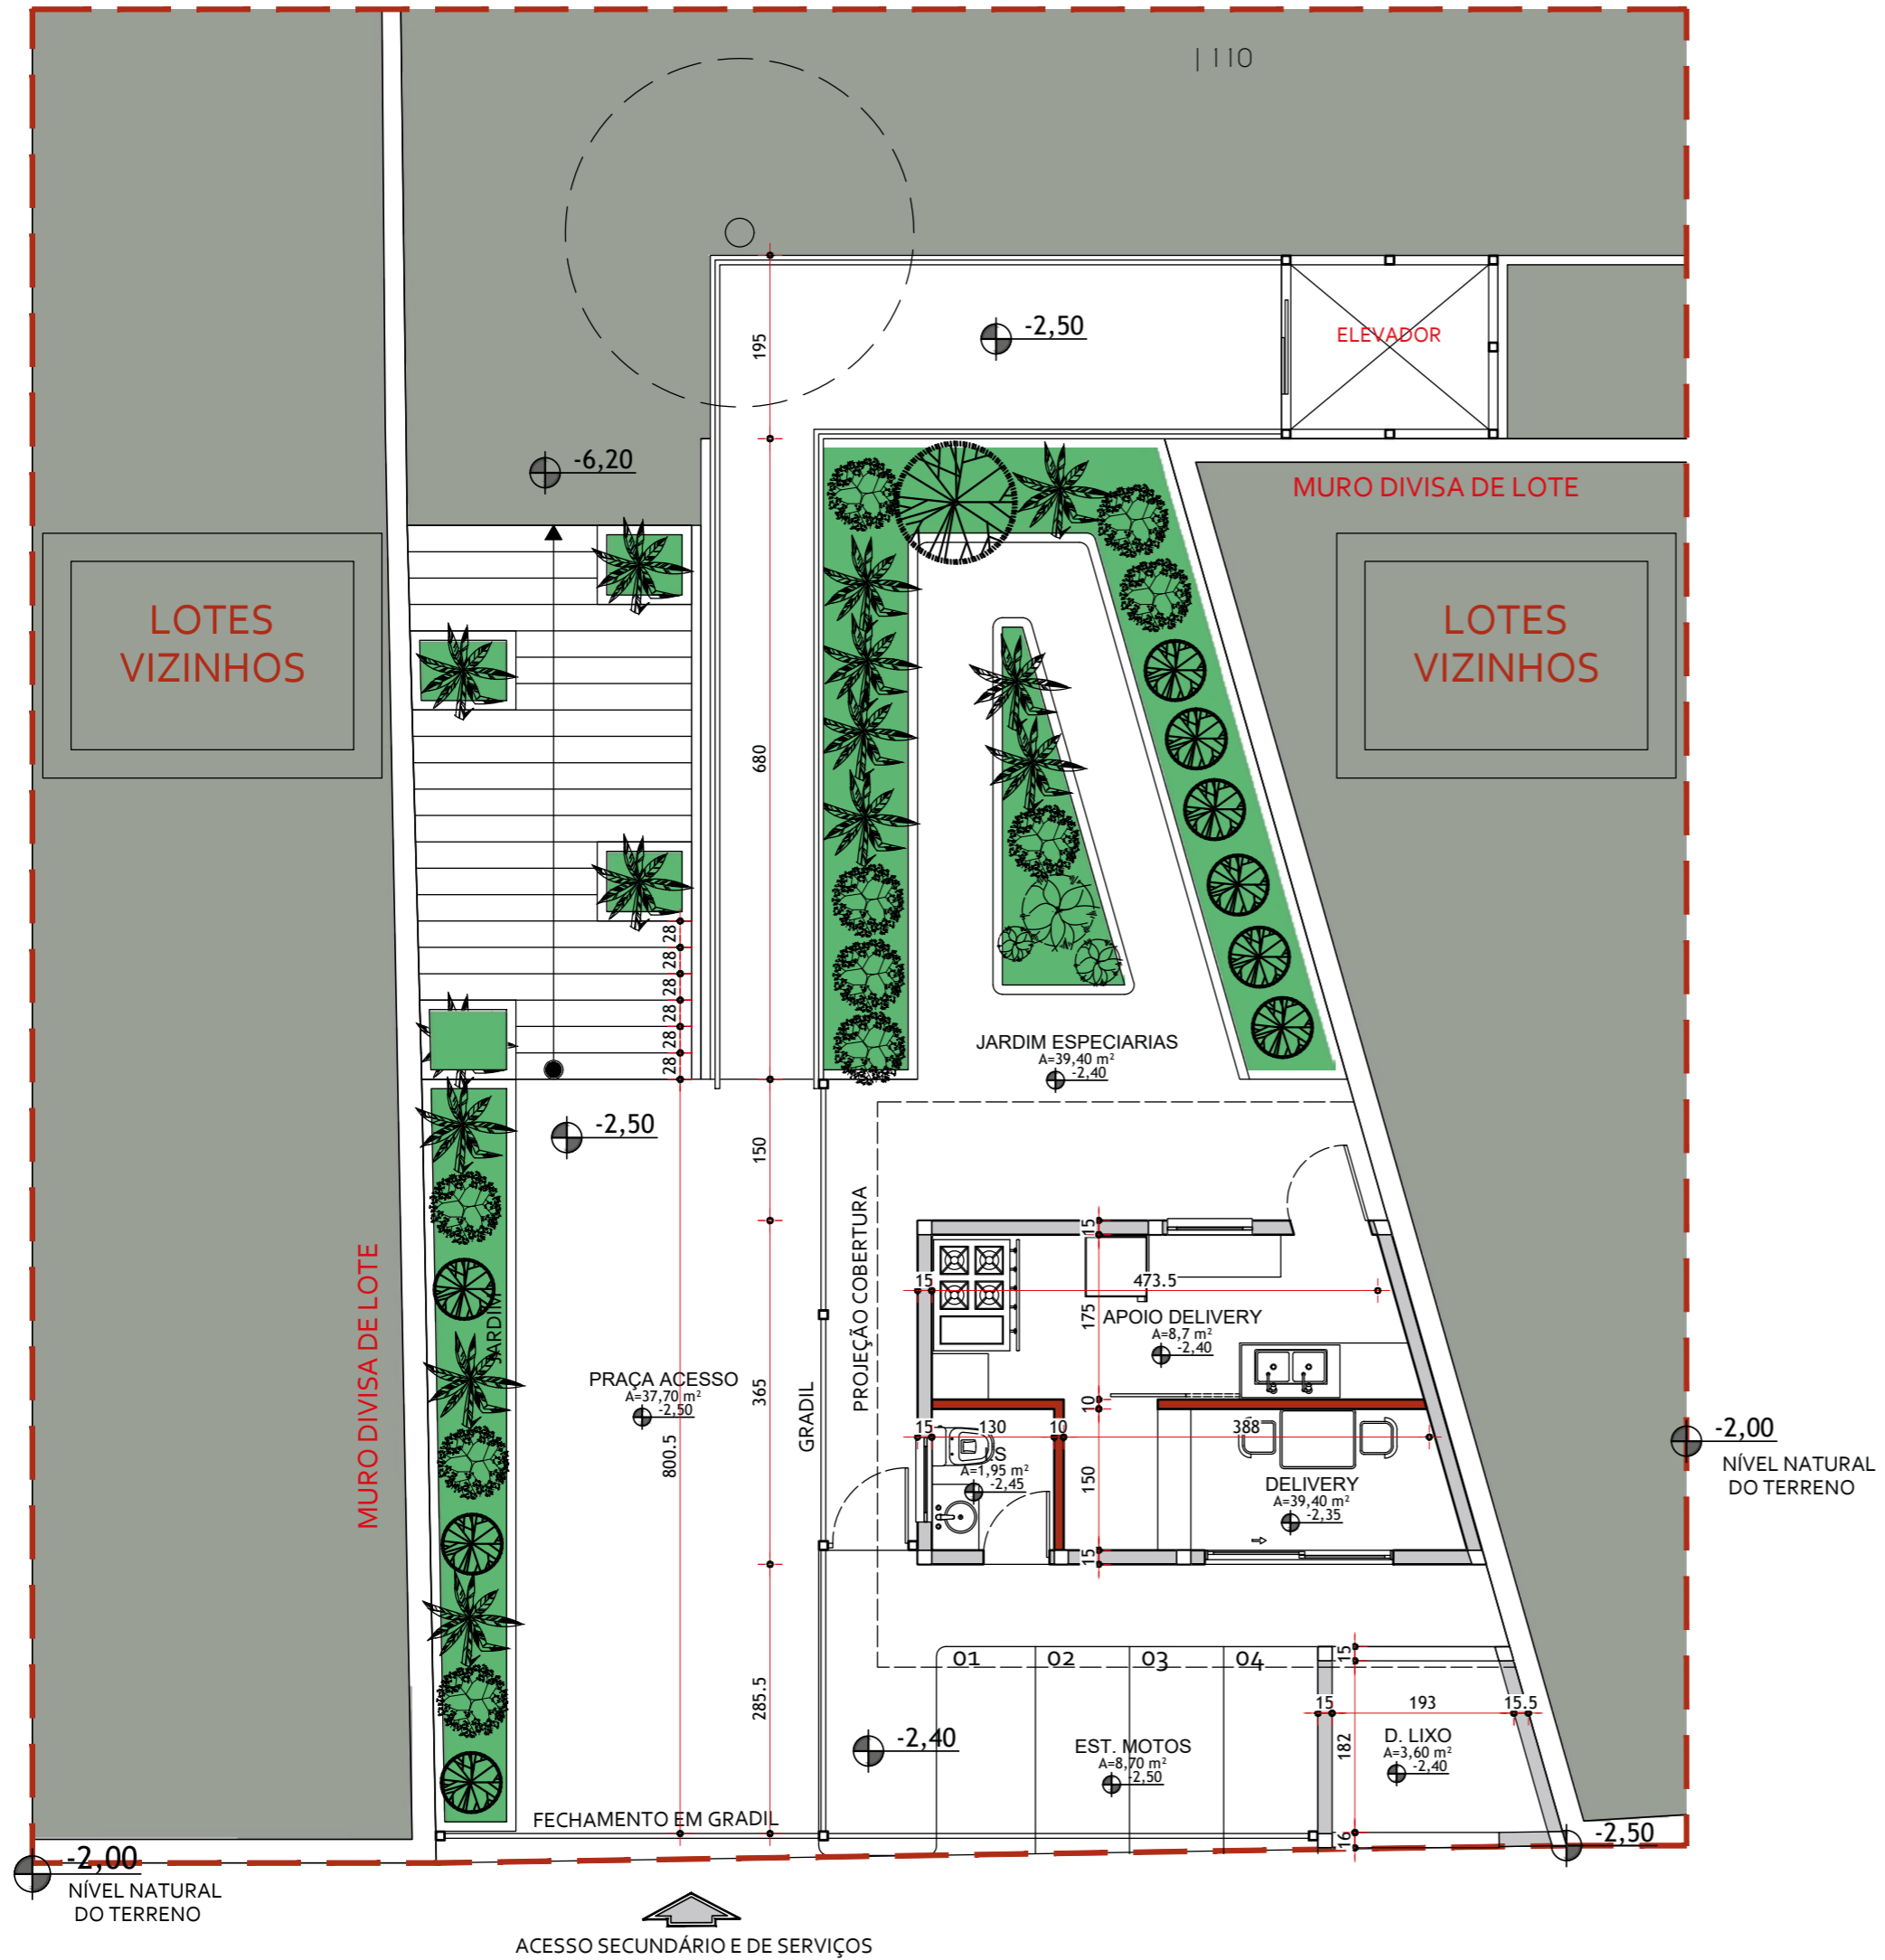 | 110
-2,50
ELEVADOR
195
-6,20
MURO DIVISA DE LOTE
LOTES
VIZINHOS
LOTES
VIZINHOS
680
28
28
28
28
28
28
JARDIM ESPECIARIAS
A=39,40 m²
-2,40
-2,50
150
PROJEÇÃO COBERTURA
15
15
473.5
175
APOIO DELIVERY
A=8,7 m²
-2,40
MURO DIVISA DE LOTE
JARDIM
PRAÇA ACESSO
A=37,70 m²
-2,50
800.5
365
GRADIL
10
15
130
10
388
A=1,95 m²
-2,45
150
DELIVERY
A=39,40 m²
-2,35
15
-2,00
NÍVEL NATURAL
DO TERRENO
01
02
03
04
15
285.5
15
193
15.5
-2,40
EST. MOTOS
A=8,70 m²
-2,50
182
D. LIXO
A=3,60 m²
-2,40
FECHAMENTO EM GRADIL
16
-2,50
-2,00
NÍVEL NATURAL
DO TERRENO
ACESSO SECUNDÁRIO E DE SERVIÇOS